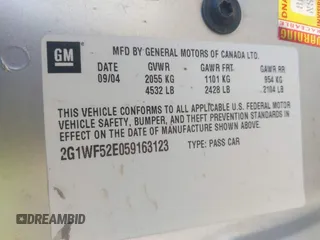 WARNING
GM
MFD BY GENERAL MOTORS OF CANADA LTD.
DATE GVWR GAWR FRT GAWR RR
09/04 2055 KG 1101 KG 954 KG
4532 LB 2428 LB 2104 LB
THIS VEHICLE CONFORMS TO ALL APPLICABLE U.S. FEDERAL MOTOR
VEHICLE SAFETY, BUMPER, AND THEFT PREVENTION STANDARDS IN
EFFECT ON THE DATE OF MANUFACTURE SHOWN ABOVE.
2G1WF52E059163123 TYPE: PASS CAR
DREAMBID